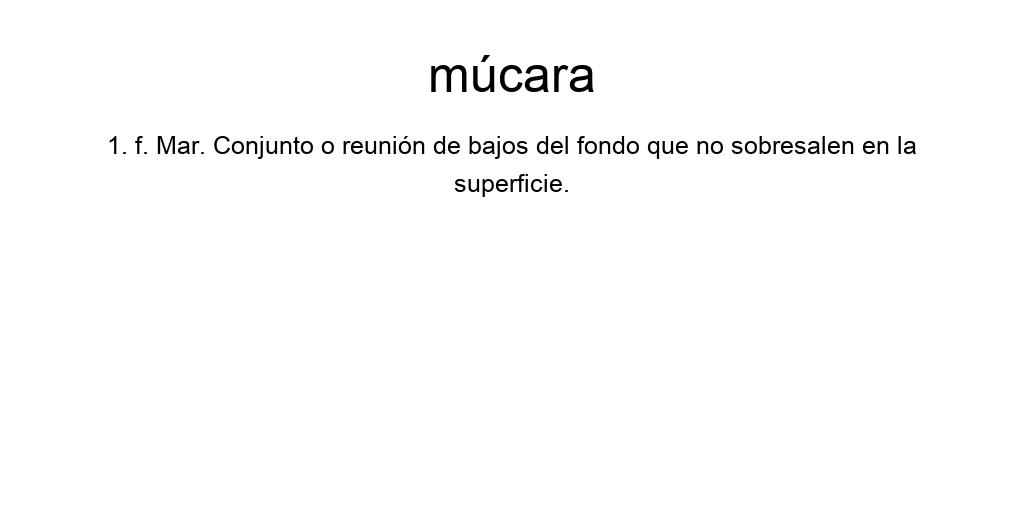 múcara
1. f. Mar. Conjunto o reunión de bajos del fondo que no sobresalen en la
superficie.